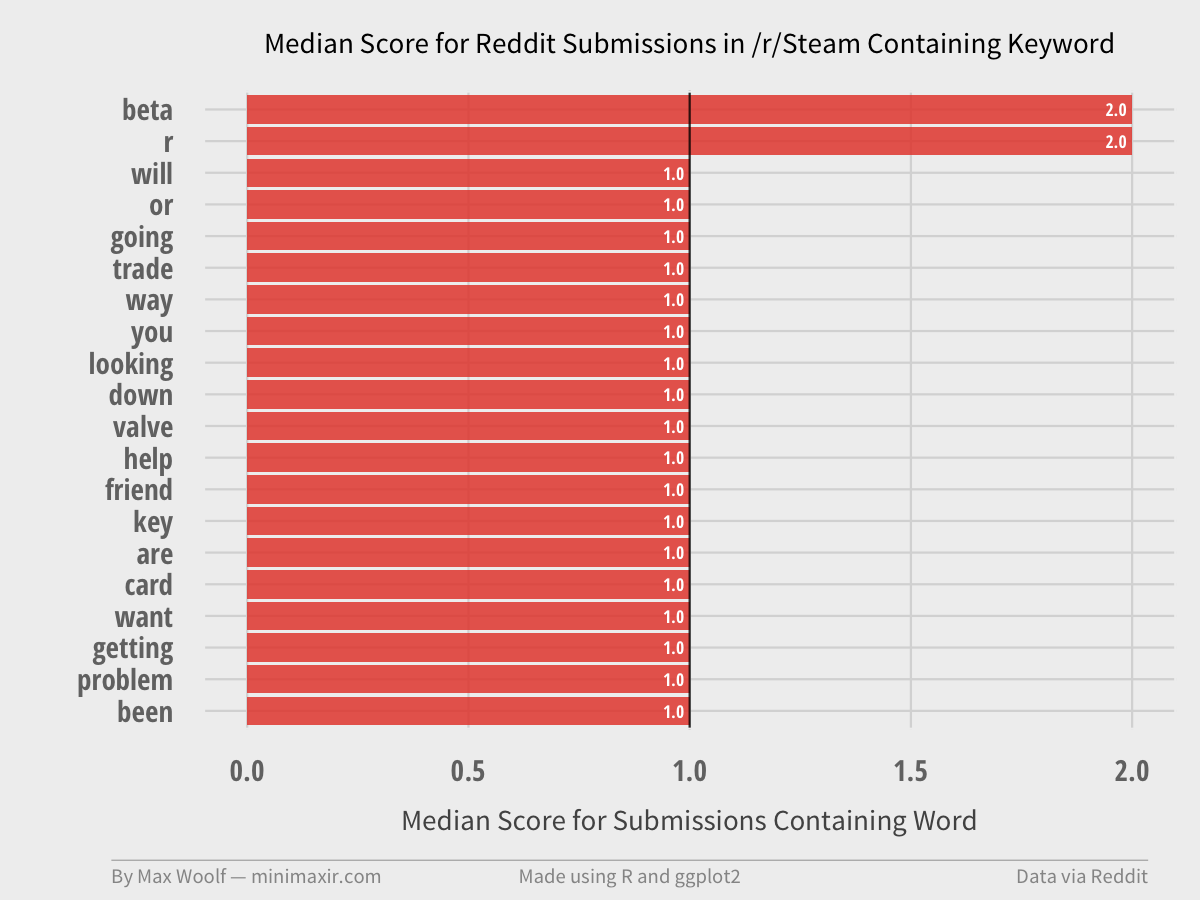 Median Score for Reddit Submissions in /r/Steam Containing Keyword
beta 2.0
r 2.0
will 1.0
or 1.0
going 1.0
trade 1.0
way 1.0
you 1.0
looking 1.0
down 1.0
valve 1.0
help 1.0
friend 1.0
key 1.0
are 1.0
card 1.0
want 1.0
getting 1.0
problem 1.0
been 1.0
0.0 0.5 1.0 1.5 2.0
Median Score for Submissions Containing Word
By Max Woolf — minimaxir.com Made using R and ggplot2 Data via Reddit